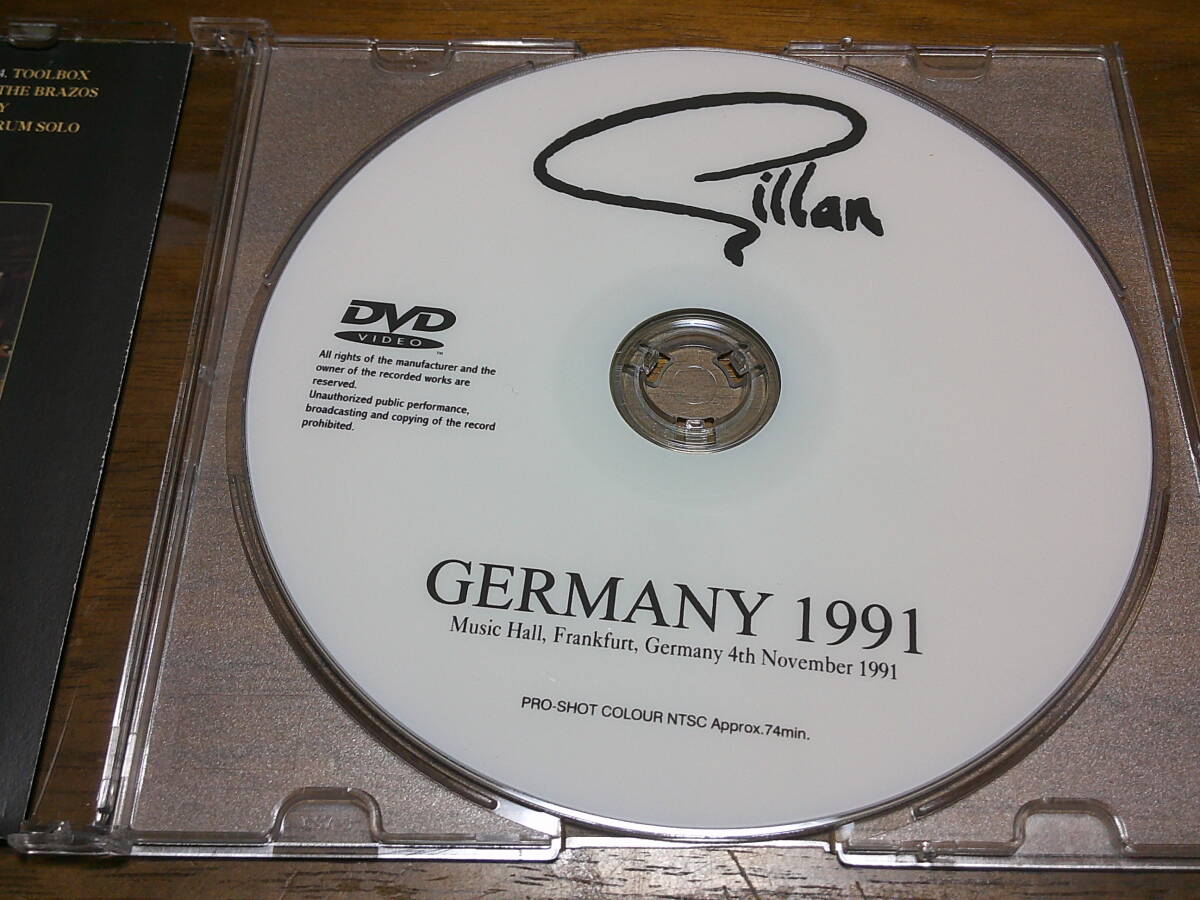 4. TOOLBOX
THE BRAZOS
Y
RUM SOLO
Gillan
DVD
VIDEO
TM
All rights of the manufacturer and the
owner of the recorded works are
reserved.
Unauthorized public performance,
broadcasting and copying of the record
prohibited.
GERMANY 1991
Music Hall, Frankfurt, Germany 4th November 1991
PRO-SHOT COLOUR NTSC Approx.74min.